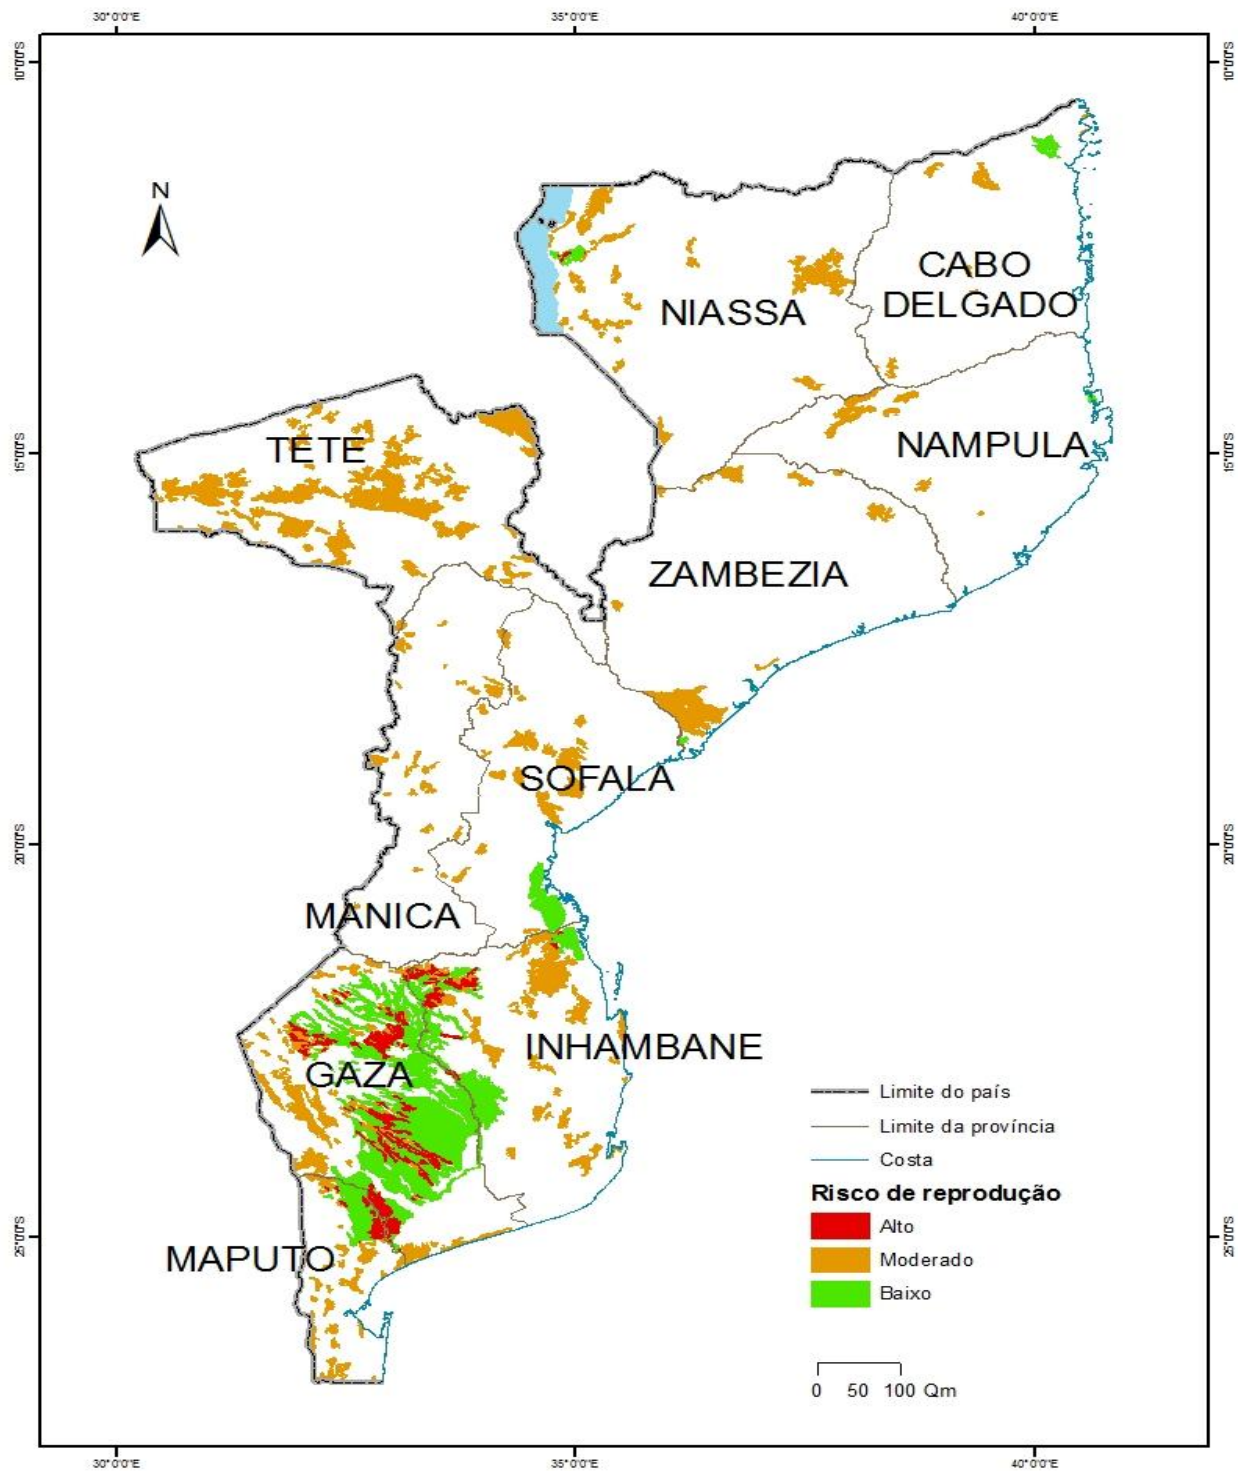 30°0'0"E 35°0'0"E 40°0'0"E
10°0'0"S 10°0'0"S
N
CABO
DELGADO
NIASSA
NAMPULA
TETE
15°0'0"S 15°0'0"S
ZAMBEZIA
SOFALA
20°0'0"S 20°0'0"S
MANICA
INHAMBANE
GAZA
Limite do país
Limite da província
Costa
Risco de reprodução
Alto
25°0'0"S 25°0'0"S
MAPUTO
Moderado
Baixo
0 50 100 Qm
30°0'0"E 35°0'0"E 40°0'0"E